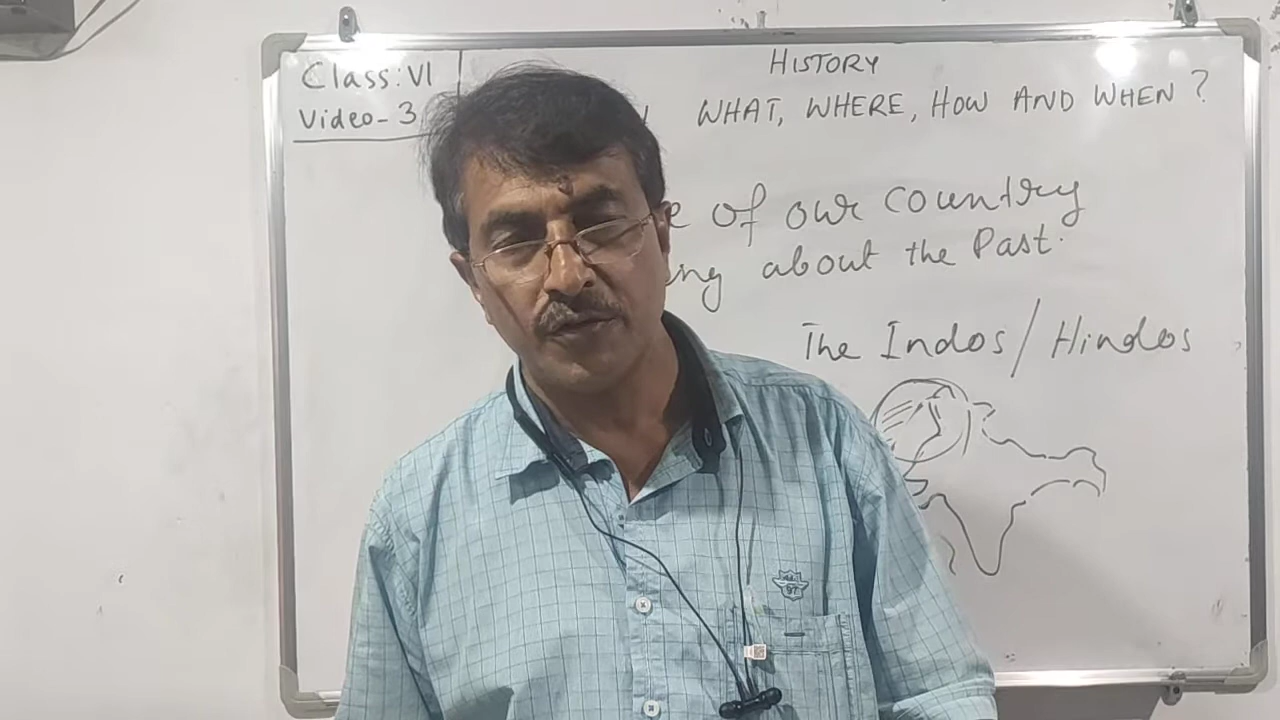 Class: VI
Video-3
HISTORY
WHAT, WHERE, HOW AND WHEN?
of our country
about the Past.
The Indos / Hindos
97